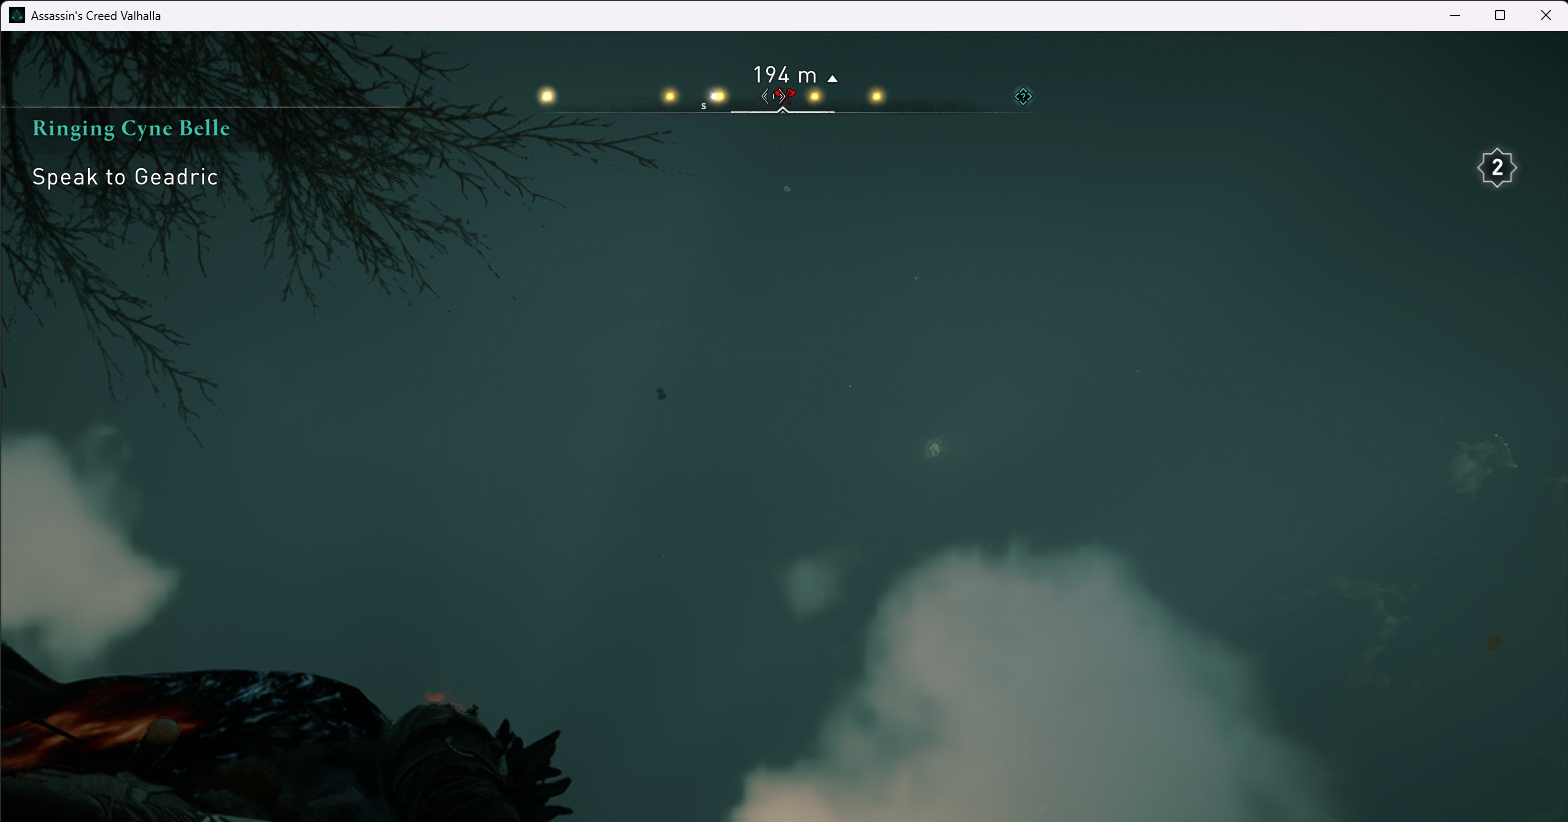 Assassin's Creed Valhalla
194 m
S
Ringing Cyne Belle
Speak to Geadric
2
?